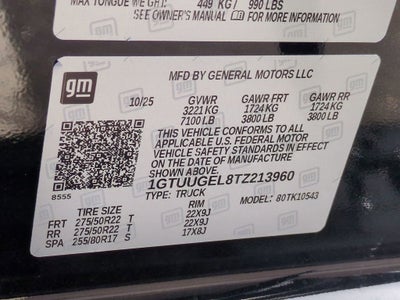 MAX TONGUE WEIGHT: 449 KG / 990 LBS
SEE OWNER'S MANUAL FOR MORE INFORMATION
gm
MFD BY GENERAL MOTORS LLC
10/25 GVWR GAWR FRT GAWR RR
3221 KG 1724 KG 1724 KG
7100 LB 3800 LB 3800 LB
THIS VEHICLE CONFORMS TO ALL
APPLICABLE U.S. FEDERAL MOTOR
VEHICLE SAFETY STANDARDS IN EFFECT
ON THE DATE OF MANUFACTURE SHOWN ABOVE.
1GTUUGEL8TZ213960
8555
TYPE: TRUCK MODEL: 80TK10543
TIRE SIZE RIM
FRT 275/50R22 T 22X9J
RR 275/50R22 T 22X9J
SPA 255/80R17 S 17X8J